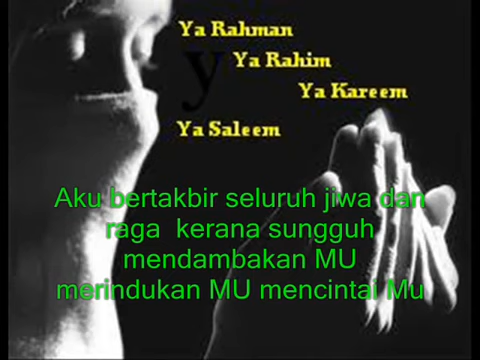 Ya Rahman
y
Ya Rahim
Ya Kareem
Ya Saleem
Aku bertakbir seluruh jiwa dan
raga kerana sungguh
mendambakan MU
merindukan MU mencintai Mu